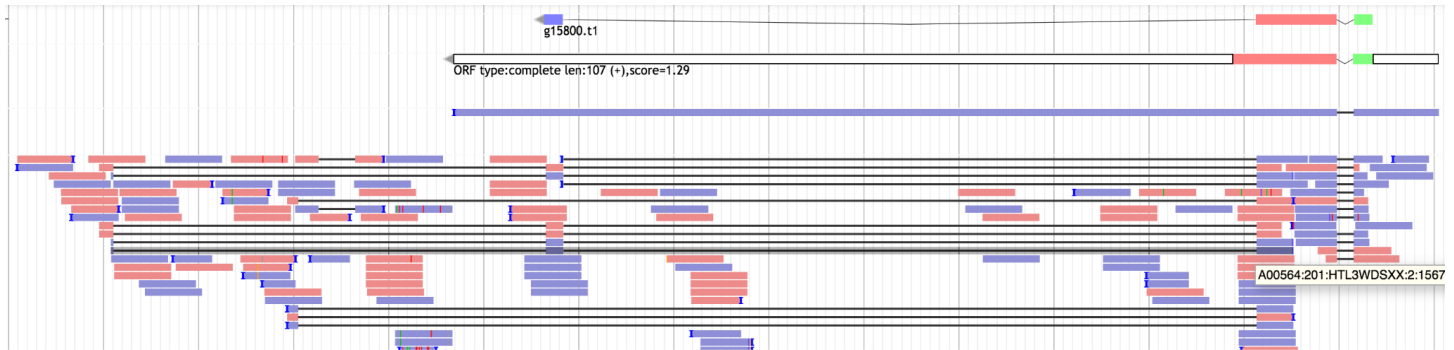 g15800.t1
ORF type:complete len:107 (+),score=1.29
A00564:201:HTL3WDSXX:2:1567